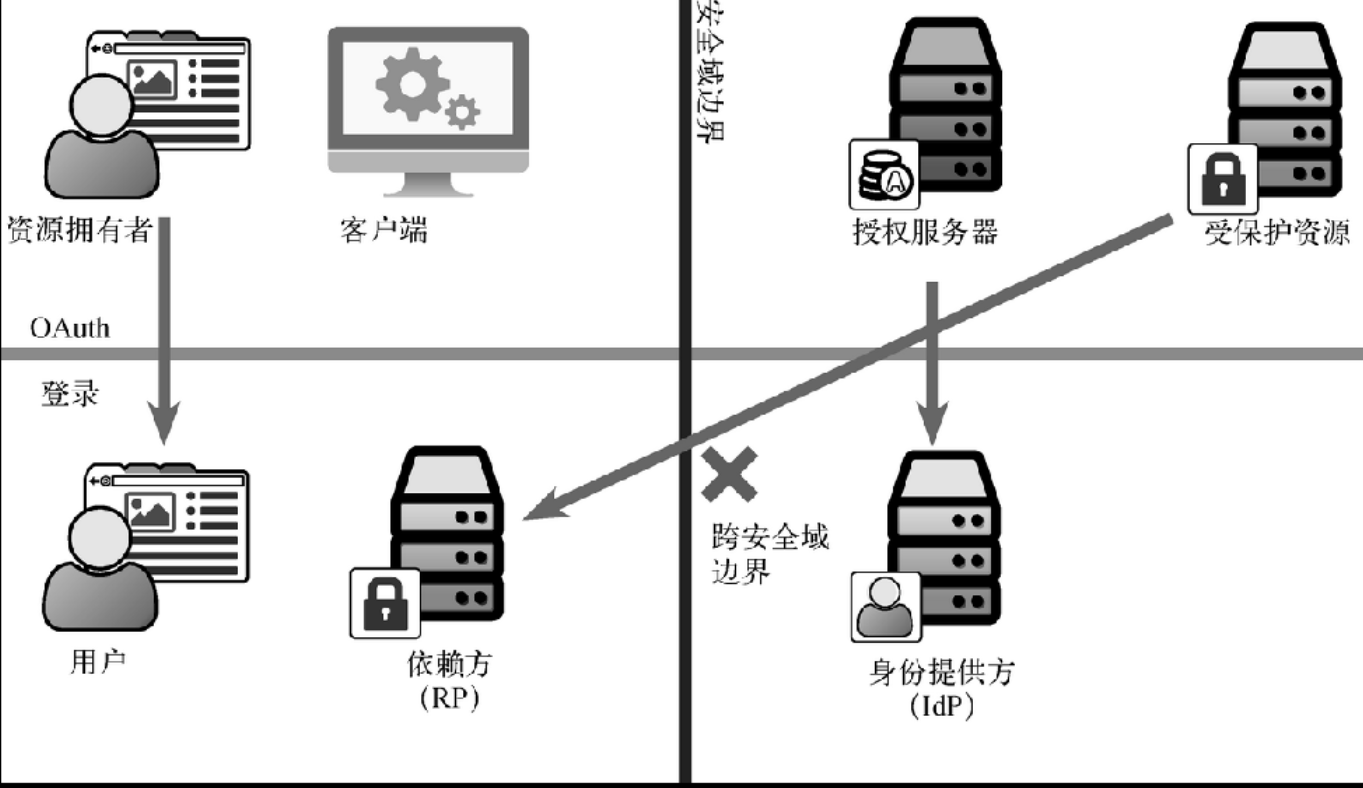 安全域边界
资源拥有者
客户端
授权服务器
受保护资源
OAuth
登录
跨安全域
边界
用户
依赖方
(RP)
身份提供方
(IdP)
A